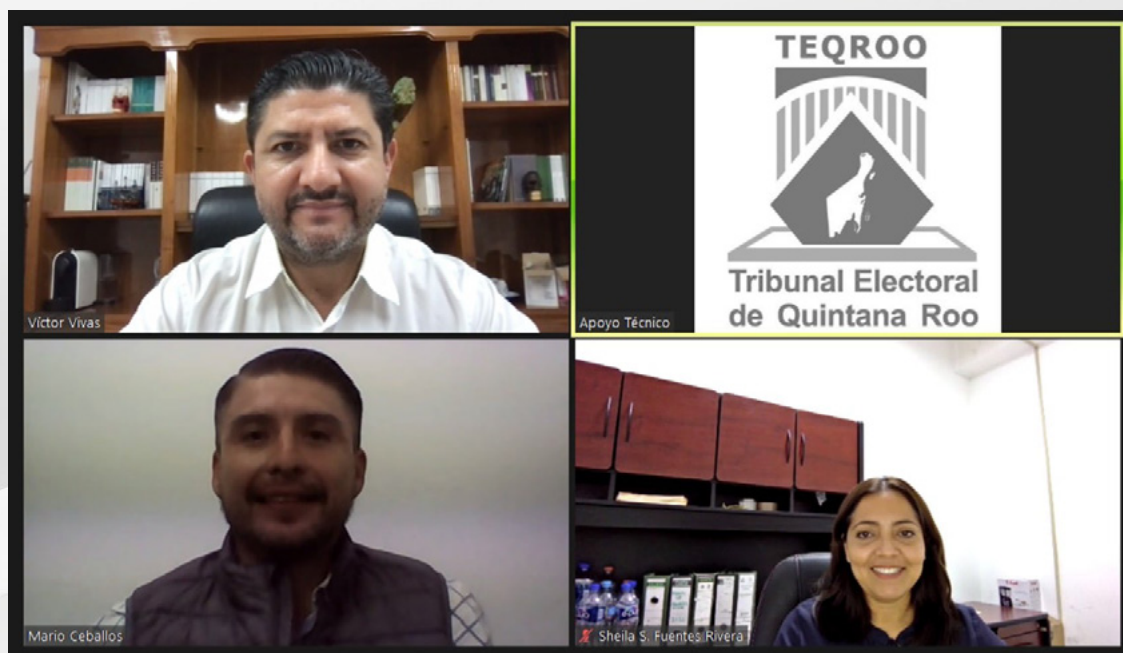 Víctor Vivas
TEQROO
Tribunal Electoral
de Quintana Roo
Apoyo Técnico
Mario Ceballos
Sheila S. Fuentes Rivera